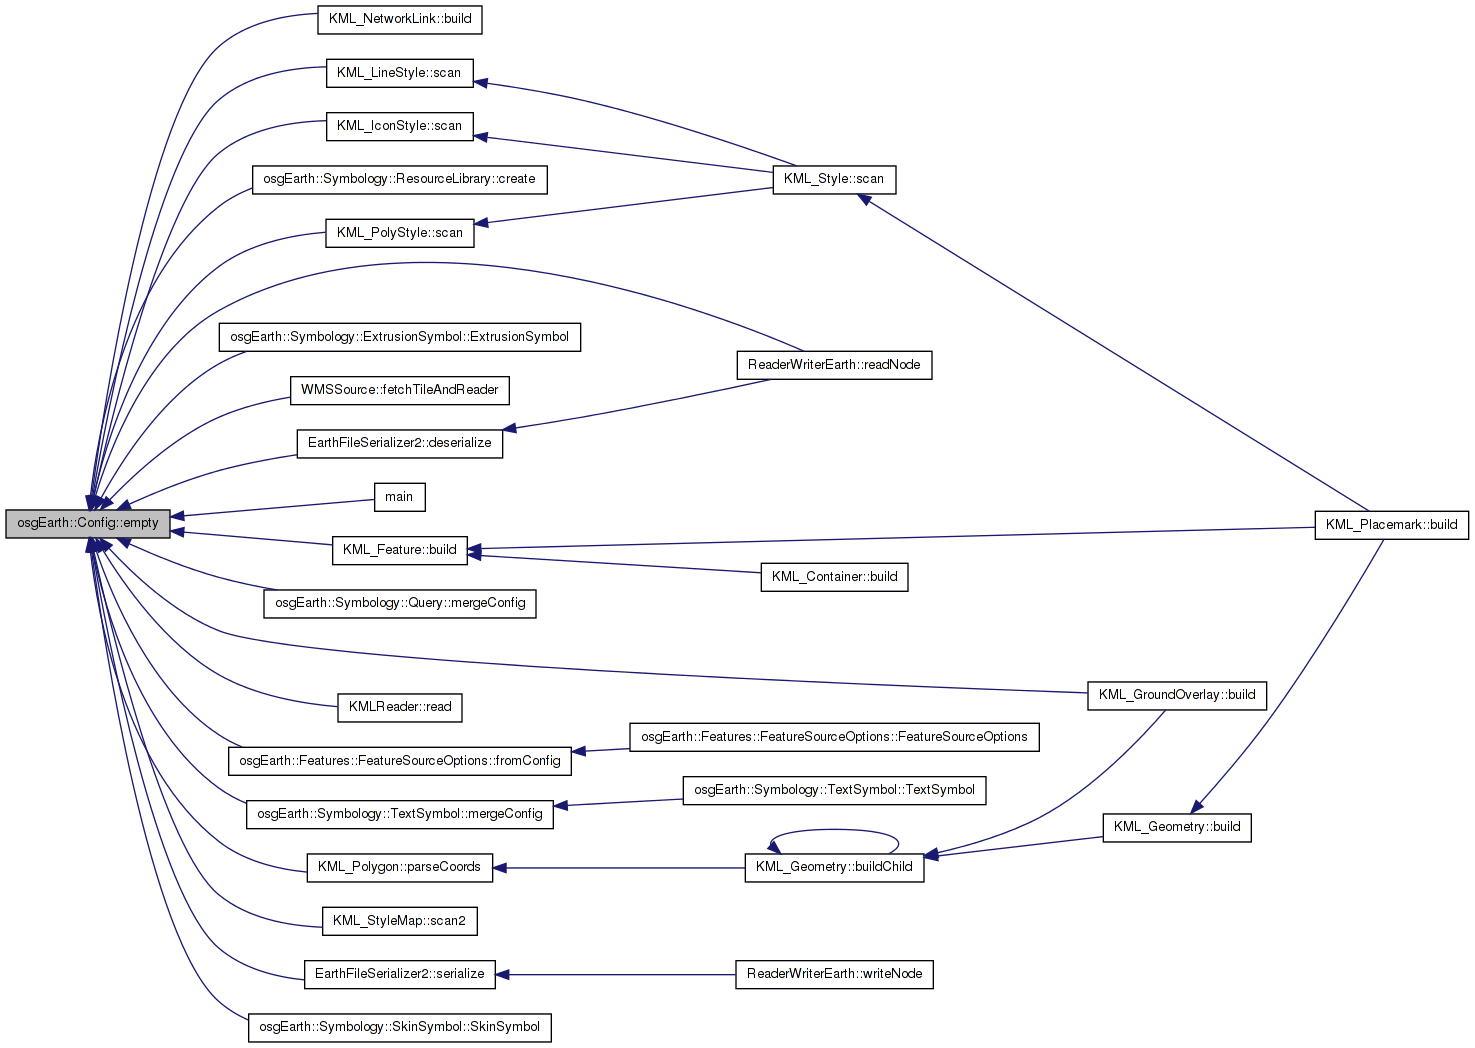 KML_NetworkLink::build
KML_LineStyle::scan
KML_IconStyle::scan
osgEarth::Symbology::ResourceLibrary::create
KML_Style::scan
KML_PolyStyle::scan
osgEarth::Symbology::ExtrusionSymbol::ExtrusionSymbol
ReaderWriterEarth::readNode
WMSSource::fetchTileAndReader
EarthFileSerializer2::deserialize
main
osgEarth::Config::empty
KML_Placemark::build
KML_Feature::build
KML_Container::build
osgEarth::Symbology::Query::mergeConfig
KML_GroundOverlay::build
KMLReader::read
osgEarth::Features::FeatureSourceOptions::FeatureSourceOptions
osgEarth::Features::FeatureSourceOptions::fromConfig
osgEarth::Symbology::TextSymbol::TextSymbol
osgEarth::Symbology::TextSymbol::mergeConfig
KML_Geometry::build
KML_Polygon::parseCoords
KML_Geometry::buildChild
KML_StyleMap::scan2
EarthFileSerializer2::serialize
ReaderWriterEarth::writeNode
osgEarth::Symbology::SkinSymbol::SkinSymbol